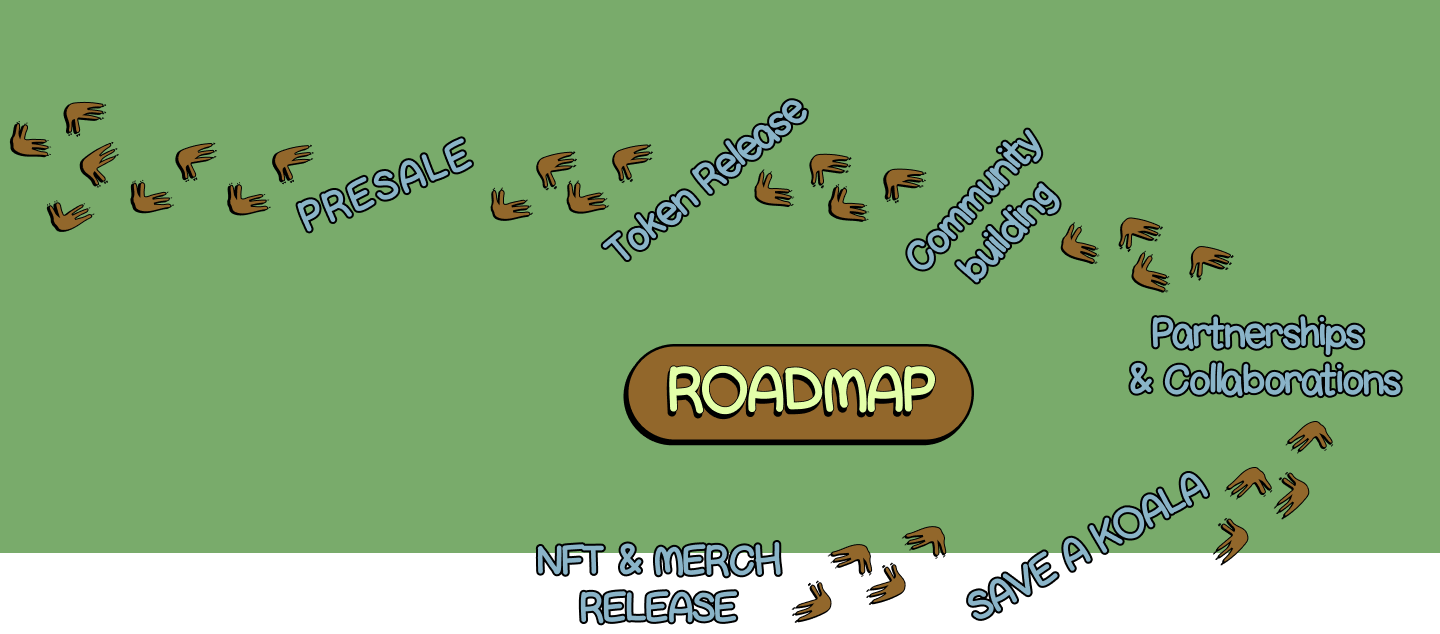 PRESALE
Token Release
Community
building
Partnerships
& Collaborations
ROADMAP
SAVE A KOALA
NFT & MERCH
RELEASE